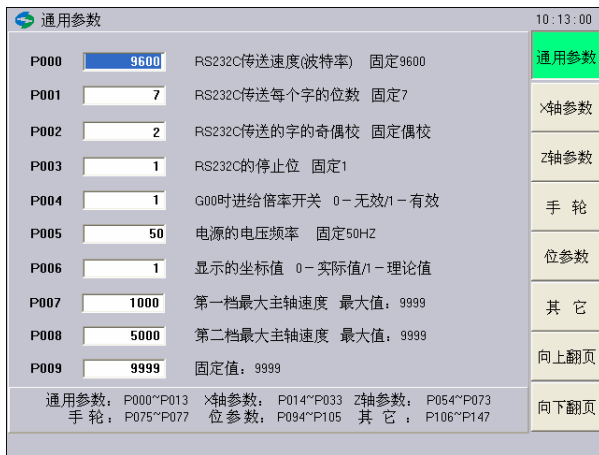 通用参数 10:13:00
P000 9600 RS232C传送速度(波特率) 固定9600
P001 7 RS232C传送每个字的位数 固定7
P002 2 RS232C传送的字的奇偶校 固定偶校
P003 1 RS232C的停止位 固定1
P004 1 G00时进给倍率开关 0－无效/1－有效
P005 50 电源的电压频率 固定50HZ
P006 1 显示的坐标值 0－实际值/1－理论值
P007 1000 第一档最大主轴速度 最大值：9999
P008 5000 第二档最大主轴速度 最大值：9999
P009 9999 固定值：9999
通用参数： P000~P013 X轴参数： P014~P033 Z轴参数： P054~P073
手 轮： P075~P077 位参数： P094~P105 其 它： P106~P147
通用参数
X轴参数
Z轴参数
手 轮
位参数
其 它
向上翻页
向下翻页